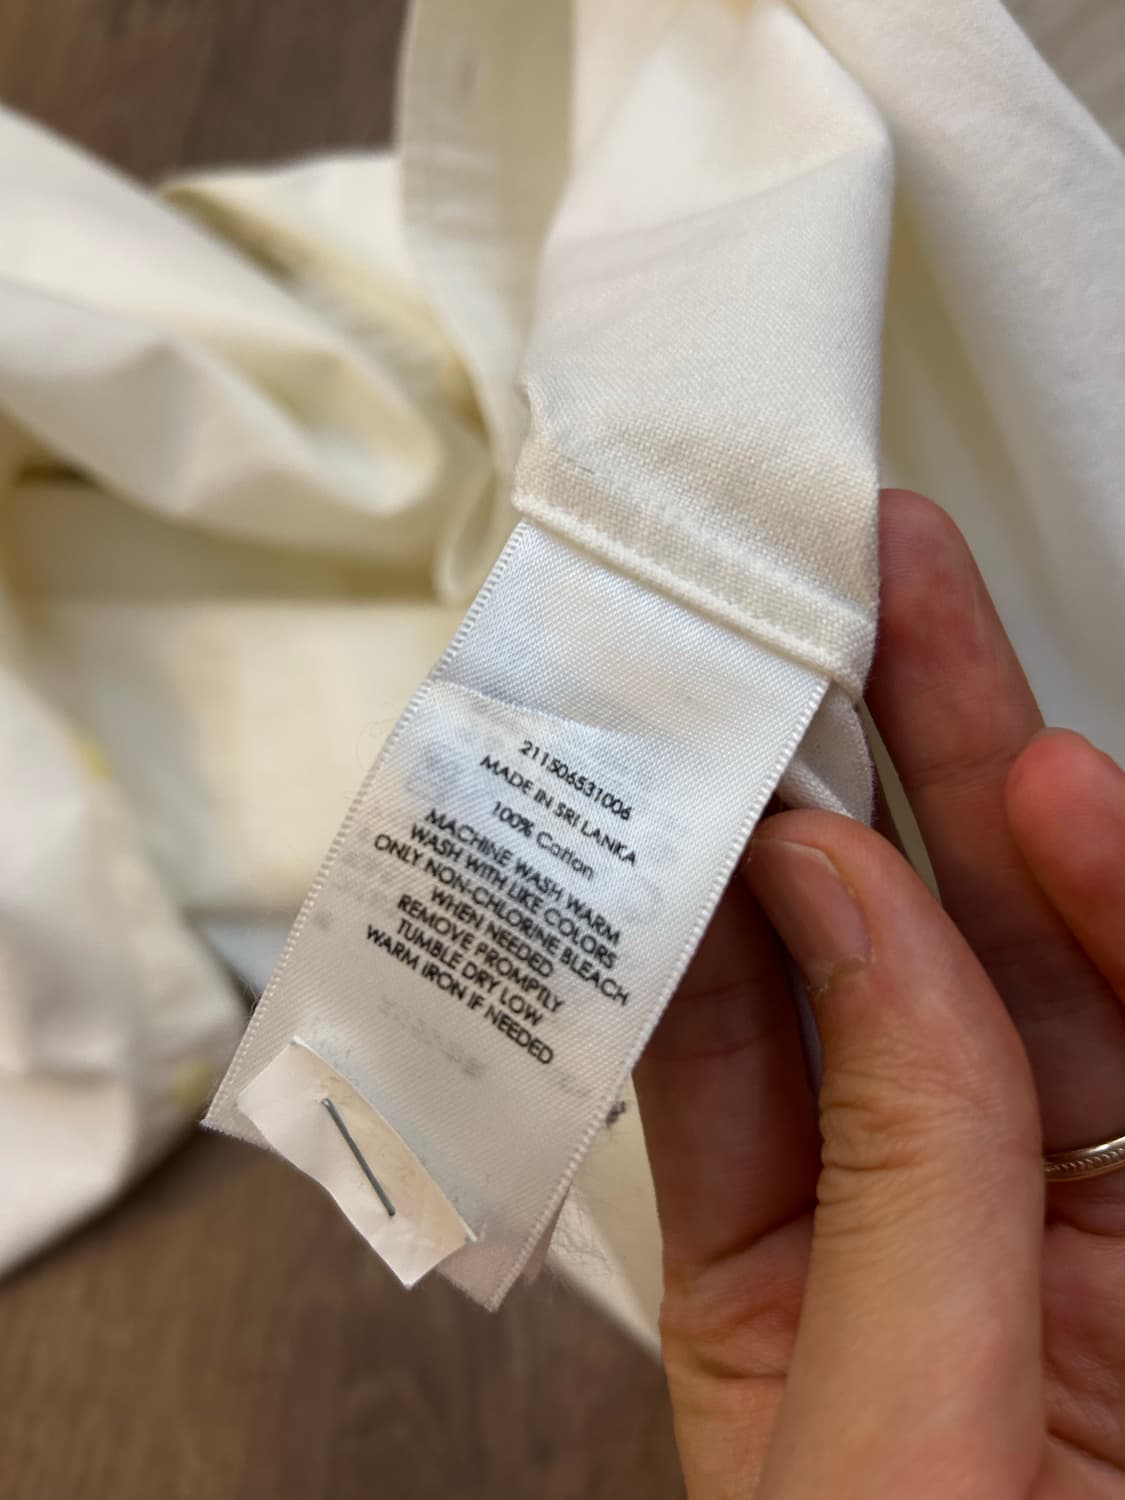 211506531006
MADE IN SRI LANKA
100% Cotton
MACHINE WASH WARM
WASH WITH LIKE COLORS
ONLY NON-CHLORINE BLEACH
WHEN NEEDED
REMOVE PROMPTLY
TUMBLE DRY LOW
WARM IRON IF NEEDED